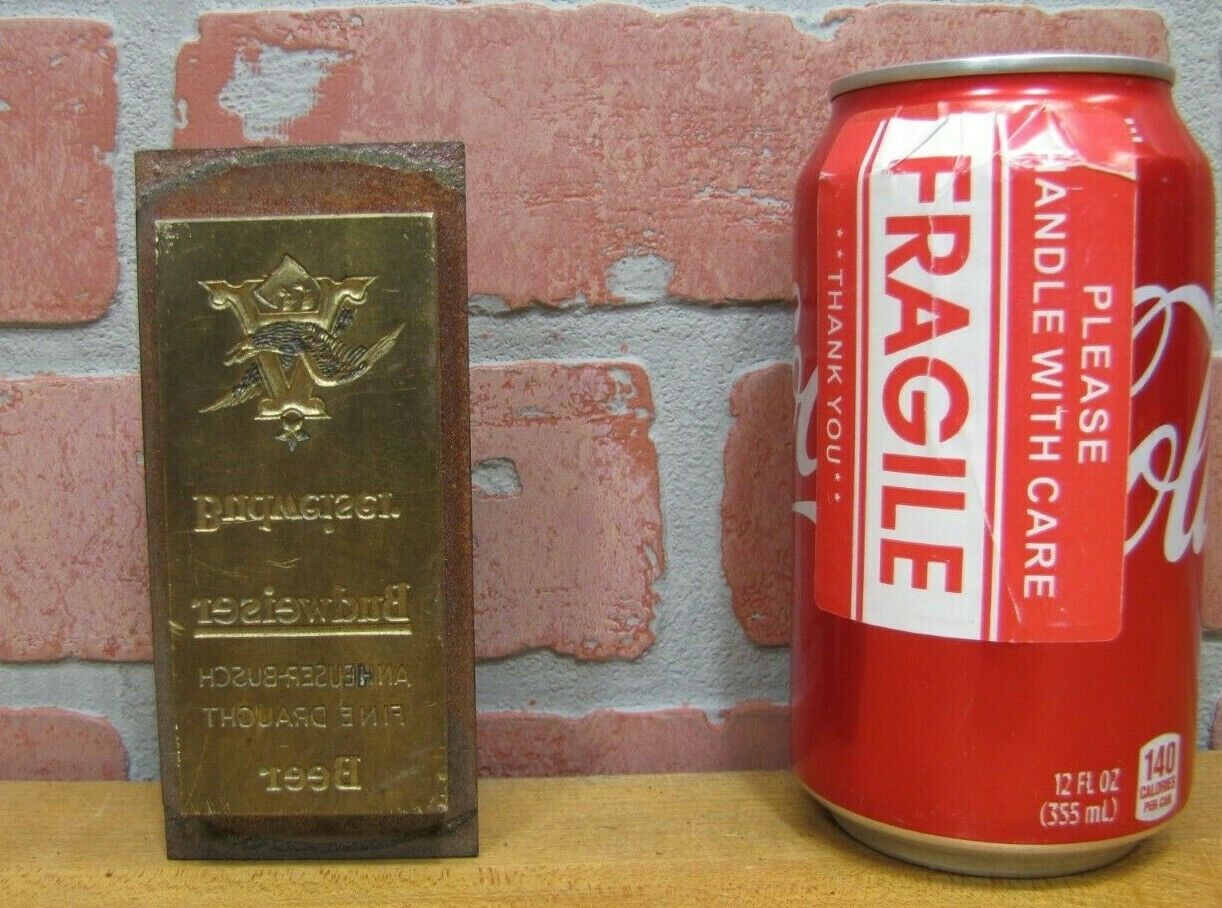 Budweiser
Budweiser
ANHEUSER-BUSCH
FINE DRAUGHT
Beer
PLEASE
HANDLE WITH CARE
FRAGILE
**THANK YOU**
12 FL OZ
(355 mL)
140
CALORIES
PER CAN